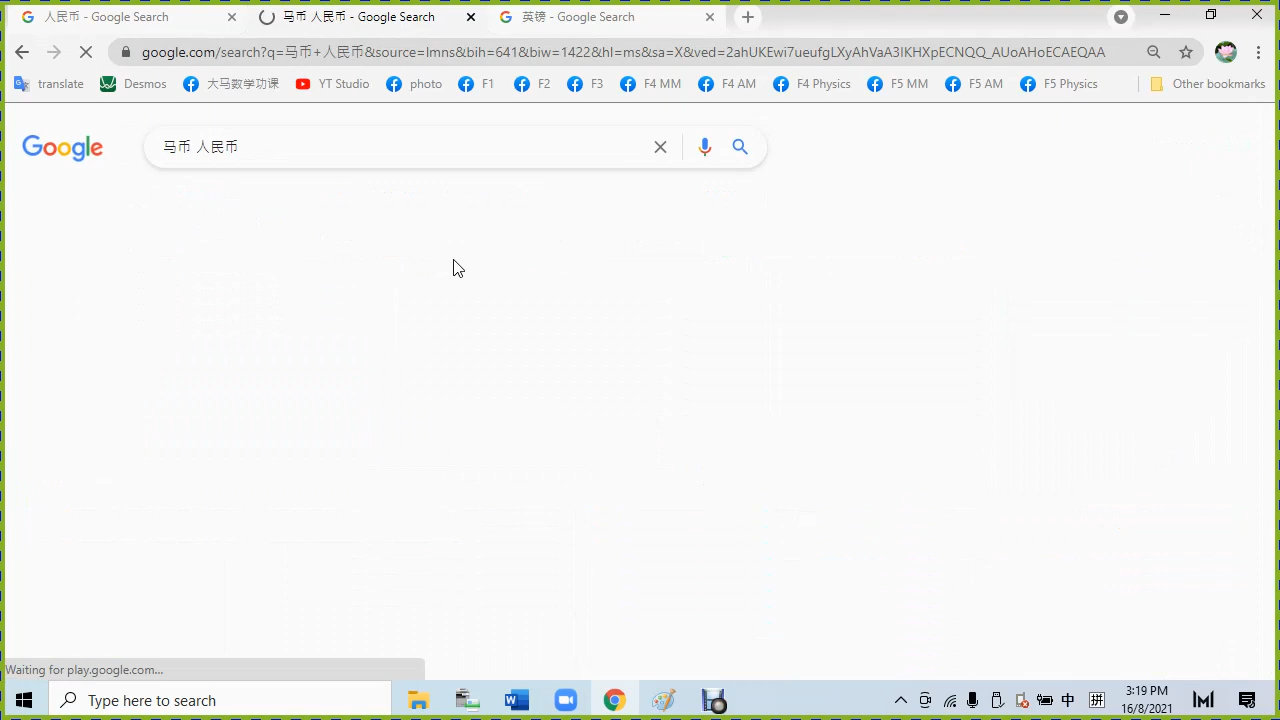 人民币 - Google Search
马币 人民币 - Google Search
英镑 - Google Search
google.com/search?q=马币+人民币&source=lmns&bih=641&biw=1422&hl=ms&sa=X&ved=2ahUKEwi7ueufgLXyAhVaA3IKHXpECNQQ_AUoAHoECAEQAA
translate
Desmos
大马数学功课
YT Studio
photo
F1
F2
F3
F4 MM
F4 AM
F4 Physics
F5 MM
F5 AM
F5 Physics
Other bookmarks
Google
马币 人民币
Waiting for play.google.com...
Type here to search
中
拼
3:19 PM
16/8/2021